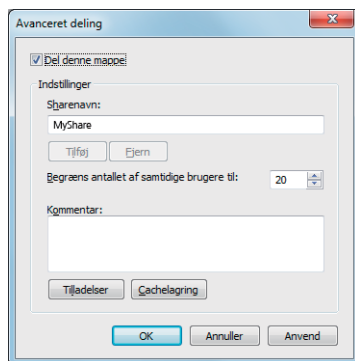 Avanceret deling
Del denne mappe
Indstillinger
Sharenavn:
MyShare
Tilføj Fjern
Begræns antallet af samtidige brugere til: 20
Kommentar:
Tilladelser Cachelagring
OK Annuller Anvend